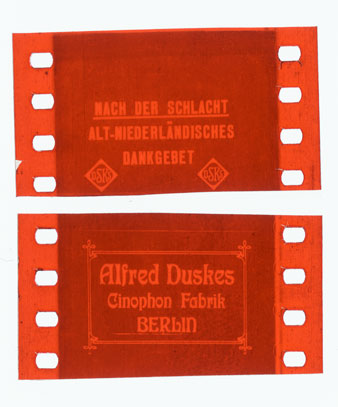 NACH DER SCHLACHT
ALT-NIEDERLÄNDISCHES
DANKGEBET
Alfred Duskes
Cinophon Fabrik
BERLIN